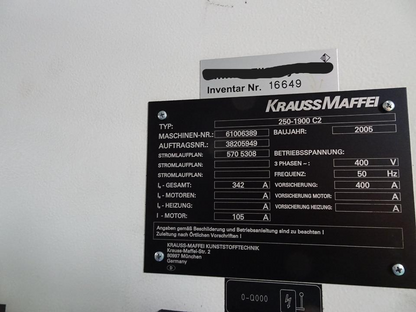 Inventar Nr. 16649
KRAUSSMAFFEI
TYP: 250-1900 C2
MASCHINEN-NR.: 61006389 BAUJAHR: 2005
AUFTRAGSNR.: 38205949
STROMLAUFPLAN: 570 5308 BETRIEBSSPANNUNG:
STROMLAUFPLAN: 3 PHASEN ~: 400 V
STROMLAUFPLAN: FREQUENZ: 50 Hz
I - GESAMT: 342 A VORSICHERUNG: 400 A
I - MOTOREN: A VORSICHERUNG MOTOR: A
I - HEIZUNG: A VORSICHERUNG HEIZUNG: A
I - MOTOR: 105 A
Angaben gemäß Beschilderung und Betriebsanleitung sind zu beachten !
Zuleitung nach Örtlichen Vorschriften !
KRAUSS-MAFFEI KUNSTSTOFFTECHNIK
Krauss-Maffei-Str. 2
80997 München
Germany
0-Q000